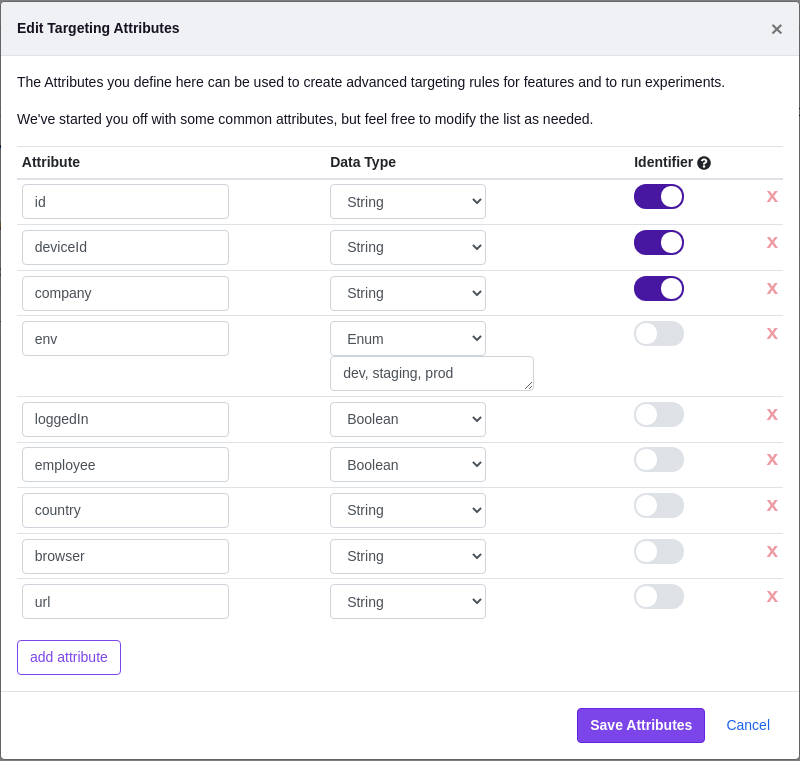 Edit Targeting Attributes ×
The Attributes you define here can be used to create advanced targeting rules for features and to run experiments.
We've started you off with some common attributes, but feel free to modify the list as needed.
Attribute Data Type Identifier ?
id String x
deviceId String x
company String x
env Enum x
dev, staging, prod
loggedIn Boolean x
employee Boolean x
country String x
browser String x
url String x
add attribute
Save Attributes Cancel